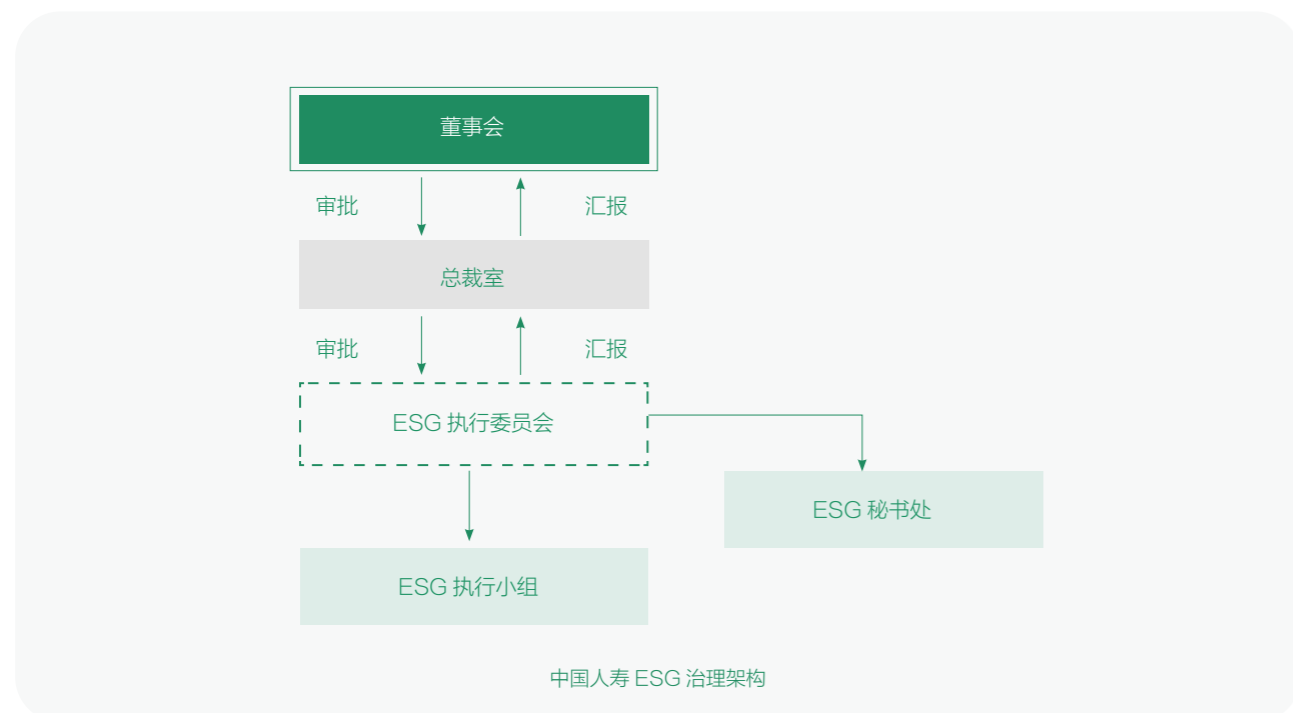 董事会
审批
汇报
总裁室
审批
汇报
ESG 执行委员会
ESG 秘书处
ESG 执行小组
中国人寿 ESG 治理架构